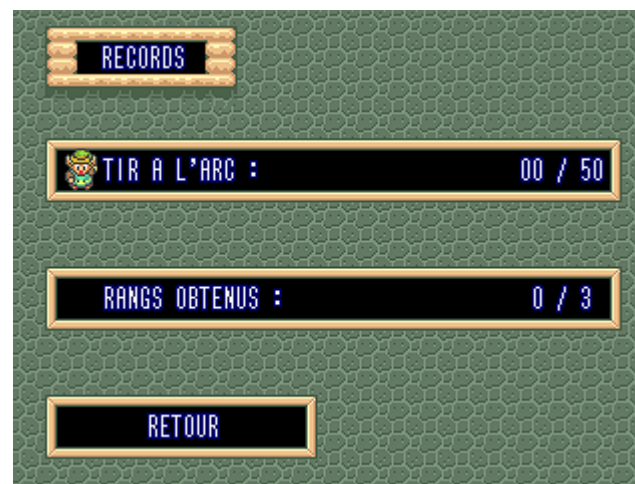 RECORDS
TIR A L'ARC : 00 / 50
RANGS OBTENUS : 0 / 3
RETOUR